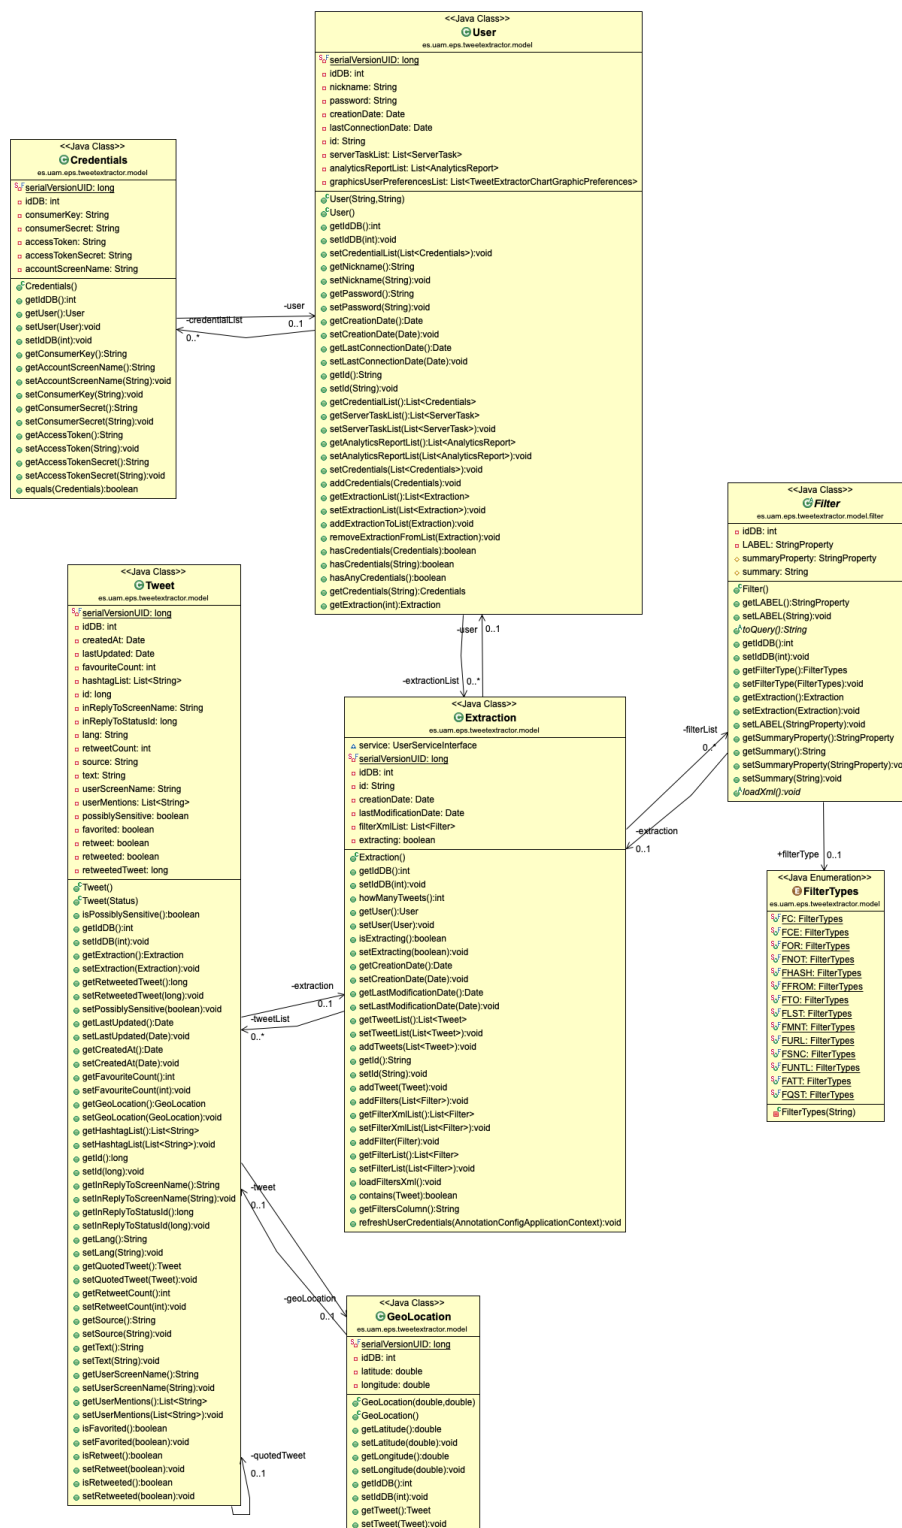 <<Java Class>>
User
es.uam.eps.tweetextractor.model
serialVersionUID: long
idDB: int
nickname: String
password: String
creationDate: Date
lastConnectionDate: Date
id: String
serverTaskList: List<ServerTask>
analyticsReportList: List<AnalyticsReport>
graphicsUserPreferencesList: List<TweetExtractorChartGraphicPreferences>
User(String,String)
User()
getIdDB():int
setIdDB(int):void
setCredentialList(List<Credentials>):void
getNickname():String
setNickname(String):void
getPassword():String
setPassword(String):void
getCreationDate():Date
setCreationDate(Date):void
getLastConnectionDate():Date
setLastConnectionDate(Date):void
getId():String
setId(String):void
getCredentialList():List<Credentials>
getServerTaskList():List<ServerTask>
setServerTaskList(List<ServerTask>):void
getAnalyticsReportList():List<AnalyticsReport>
setAnalyticsReportList(List<AnalyticsReport>):void
setCredentials(List<Credentials>):void
addCredentials(Credentials):void
getExtractionList():List<Extraction>
setExtractionList(List<Extraction>):void
addExtractionToList(Extraction):void
removeExtractionFromList(Extraction):void
hasCredentials(Credentials):boolean
hasCredentials(String):boolean
hasAnyCredentials():boolean
getCredentials(String):Credentials
getExtraction(int):Extraction
<<Java Class>>
Credentials
es.uam.eps.tweetextractor.model
serialVersionUID: long
idDB: int
consumerKey: String
consumerSecret: String
accessToken: String
accessTokenSecret: String
accountScreenName: String
Credentials()
getIdDB():int
getUser():User
setUser(User):void
setIdDB(int):void
getConsumerKey():String
getAccountScreenName():String
setAccountScreenName(String):void
setConsumerKey(String):void
getConsumerSecret():String
setConsumerSecret(String):void
getAccessToken():String
setAccessToken(String):void
getAccessTokenSecret():String
setAccessTokenSecret(String):void
equals(Credentials):boolean
-user
-credentialList
0..1
0..*
<<Java Class>>
Filter
es.uam.eps.tweetextractor.model.filter
idDB: int
LABEL: StringProperty
summaryProperty: StringProperty
summary: String
Filter()
getLABEL():StringProperty
setLABEL(String):void
toQuery():String
getIdDB():int
setIdDB(int):void
getFilterType():FilterTypes
setFilterType(FilterTypes):void
getExtraction():Extraction
setExtraction(Extraction):void
setLABEL(StringProperty):void
getSummaryProperty():StringProperty
getSummary():String
setSummaryProperty(StringProperty):vo
setSummary(String):void
loadXml():void
<<Java Class>>
Tweet
es.uam.eps.tweetextractor.model
serialVersionUID: long
idDB: int
createdAt: Date
lastUpdated: Date
favouriteCount: int
hashtagList: List<String>
id: long
inReplyToScreenName: String
inReplyToStatusId: long
lang: String
retweetCount: int
source: String
text: String
userScreenName: String
userMentions: List<String>
possiblySensitive: boolean
favorited: boolean
retweet: boolean
retweeted: boolean
retweetedTweet: long
Tweet()
Tweet(Status)
isPossiblySensitive():boolean
getIdDB():int
setIdDB(int):void
getExtraction():Extraction
setExtraction(Extraction):void
getRetweetedTweet():long
setRetweetedTweet(long):void
setPossiblySensitive(boolean):void
getLastUpdated():Date
setLastUpdated(Date):void
getCreatedAt():Date
setCreatedAt(Date):void
getFavouriteCount():int
setFavouriteCount(int):void
getGeoLocation():GeoLocation
setGeoLocation(GeoLocation):void
getHashtagList():List<String>
setHashtagList(List<String>):void
getId():long
setId(long):void
getInReplyToScreenName():String
setInReplyToScreenName(String):void
getInReplyToStatusId():long
setInReplyToStatusId(long):void
getLang():String
setLang(String):void
getQuotedTweet():Tweet
setQuotedTweet(Tweet):void
getRetweetCount():int
setRetweetCount(int):void
getSource():String
setSource(String):void
getText():String
setText(String):void
getUserScreenName():String
setUserScreenName(String):void
getUserMentions():List<String>
setUserMentions(List<String>):void
isFavorited():boolean
setFavorited(boolean):void
isRetweet():boolean
setRetweet(boolean):void
isRetweeted():boolean
setRetweeted(boolean):void
-user
0..1
-extractionList
0..*
<<Java Class>>
Extraction
es.uam.eps.tweetextractor.model
service: UserServiceInterface
serialVersionUID: long
idDB: int
id: String
creationDate: Date
lastModificationDate: Date
filterXmlList: List<Filter>
extracting: boolean
Extraction()
getIdDB():int
setIdDB(int):void
howManyTweets():int
getUser():User
setUser(User):void
isExtracting():boolean
setExtracting(boolean):void
getCreationDate():Date
setCreationDate(Date):void
getLastModificationDate():Date
setLastModificationDate(Date):void
getTweetList():List<Tweet>
setTweetList(List<Tweet>):void
addTweets(List<Tweet>):void
getId():String
setId(String):void
addTweet(Tweet):void
addFilters(List<Filter>):void
getFilterXmlList():List<Filter>
setFilterXmlList(List<Filter>):void
addFilter(Filter):void
getFilterList():List<Filter>
setFilterList(List<Filter>):void
loadFiltersXml():void
contains(Tweet):boolean
getFiltersColumn():String
refreshUserCredentials(AnnotationConfigApplicationContext):void
-filterList
0..*
-extraction
0..1
+filterType
0..1
<<Java Enumeration>>
FilterTypes
es.uam.eps.tweetextractor.model
FC: FilterTypes
FCE: FilterTypes
FOR: FilterTypes
FNOT: FilterTypes
FHASH: FilterTypes
FFROM: FilterTypes
FTO: FilterTypes
FLST: FilterTypes
FMNT: FilterTypes
FURL: FilterTypes
FSNC: FilterTypes
FUNTL: FilterTypes
FATT: FilterTypes
FQST: FilterTypes
FilterTypes(String)
-extraction
0..1
-tweetList
0..*
-tweet
0..1
-geoLocation
0..1
<<Java Class>>
GeoLocation
es.uam.eps.tweetextractor.model
serialVersionUID: long
idDB: int
latitude: double
longitude: double
GeoLocation(double,double)
GeoLocation()
getLatitude():double
setLatitude(double):void
getLongitude():double
setLongitude(double):void
getIdDB():int
setIdDB(int):void
getTweet():Tweet
setTweet(Tweet):void
-quotedTweet
0..1